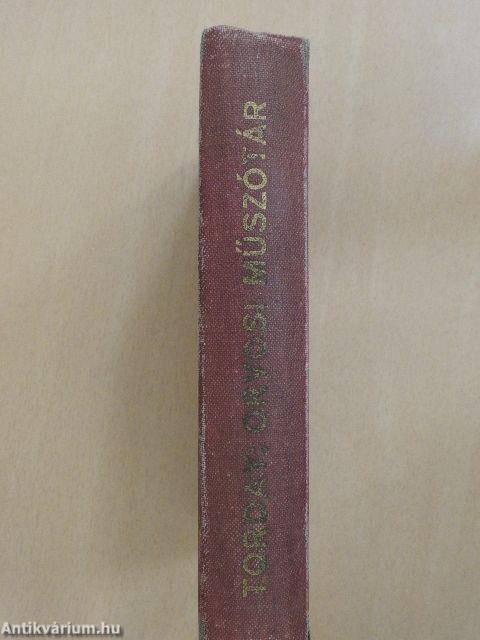 TORDAY: ORVOSI MŰSZÓTÁR
Antikvárium.hu